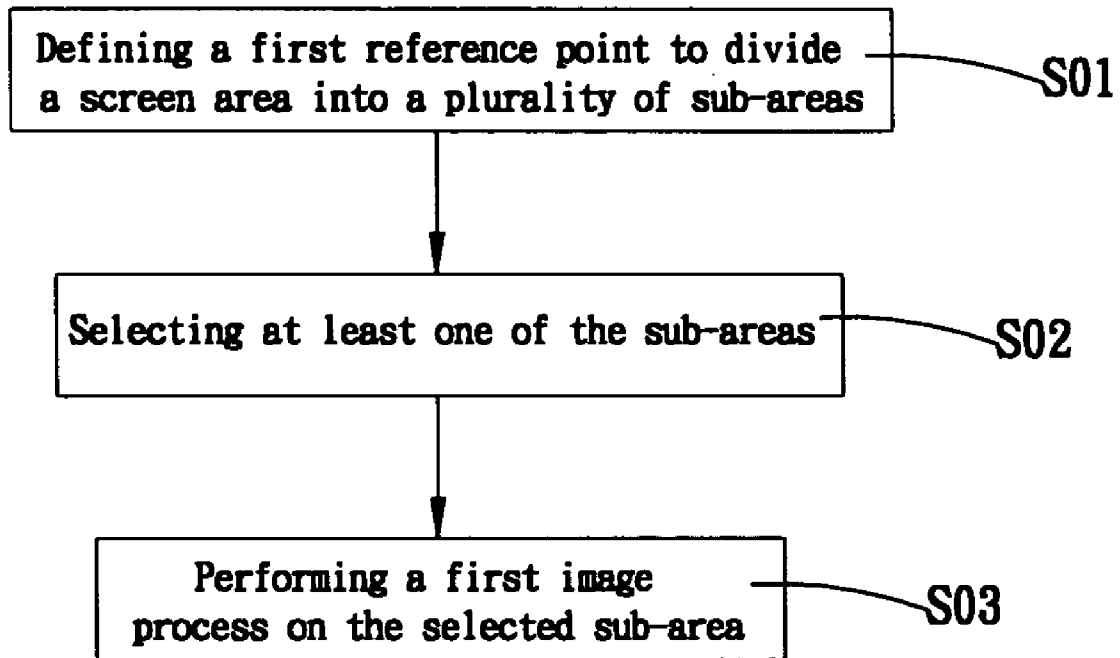 Defining a first reference point to divide
a screen area into a plurality of sub-areas
S01
Selecting at least one of the sub-areas
S02
Performing a first image
process on the selected sub-area
S03